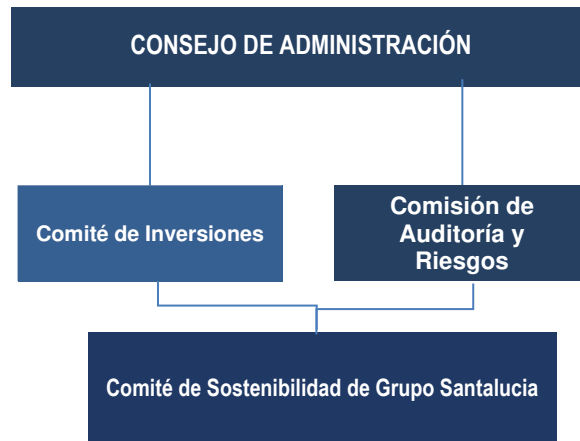 CONSEJO DE ADMINISTRACIÓN
Comité de Inversiones
Comisión de
Auditoría y
Riesgos
Comité de Sostenibilidad de Grupo Santalucia